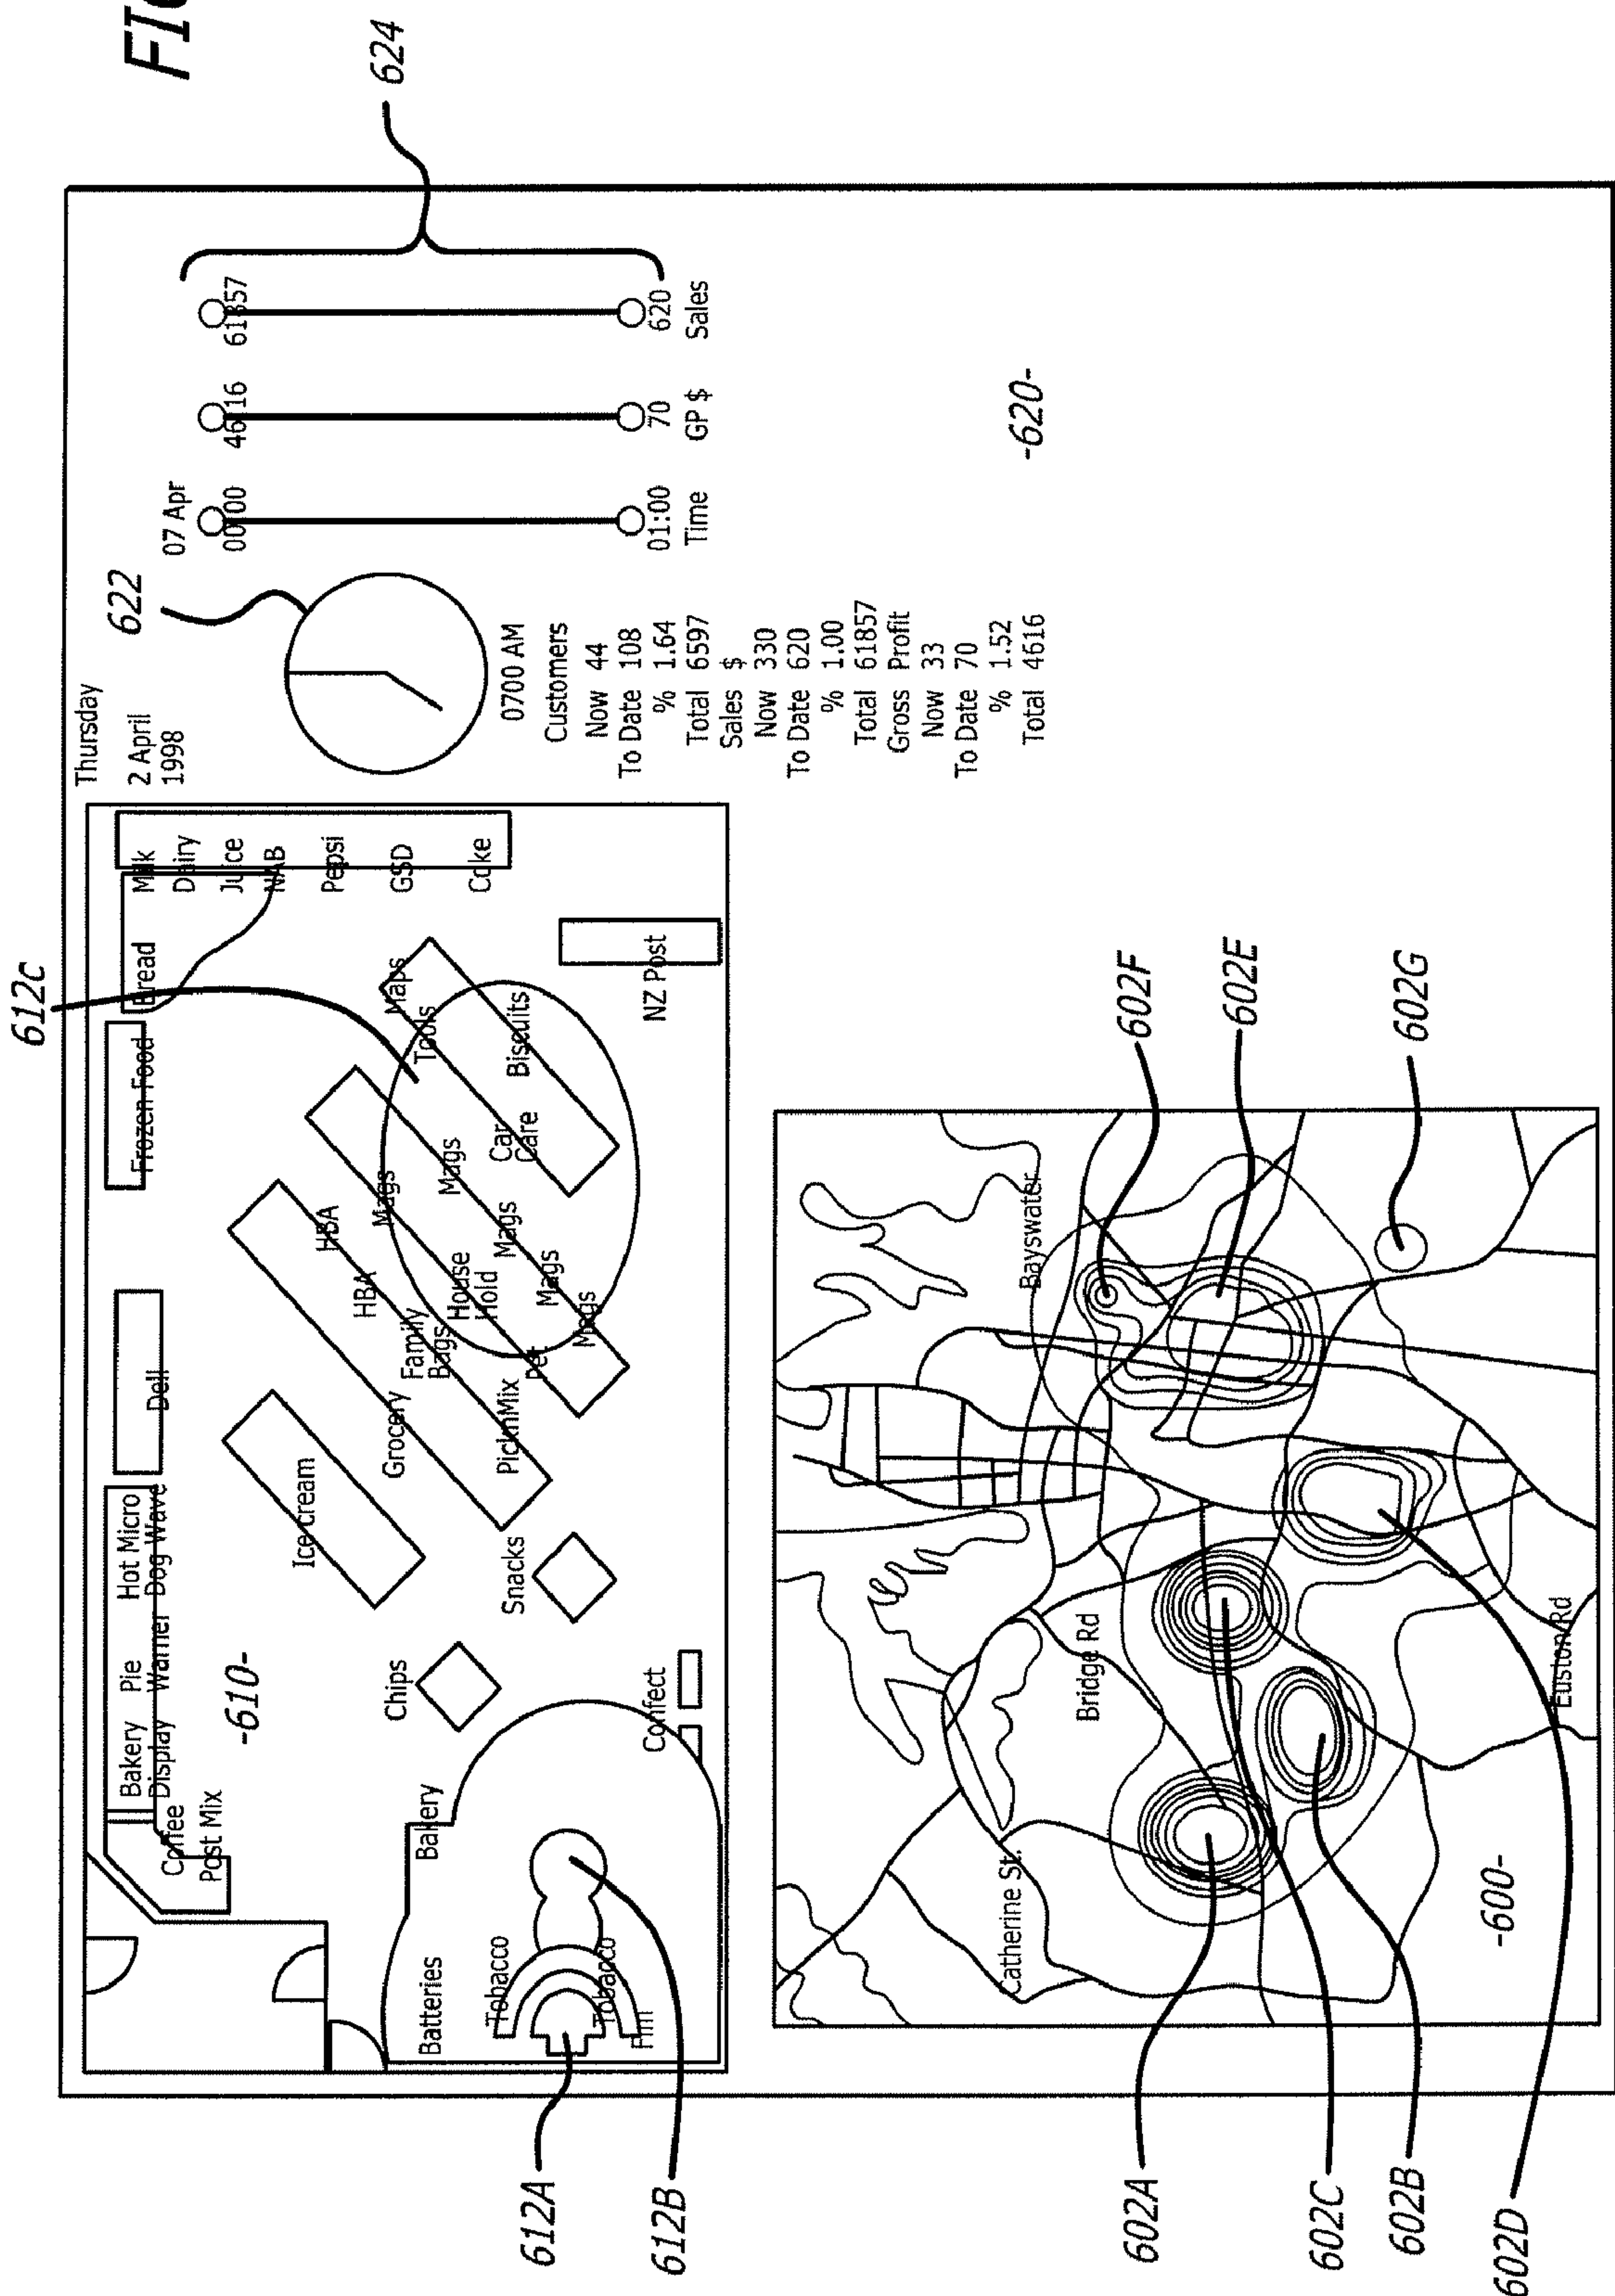 FIG
624
612C
622
Thursday
2 April
1998
07 Apr
00:00
4616
61857
01:00
70
620
Time
GP $
Sales
0700 AM
Customers
Now 44
To Date 108
% 1.64
Total 6597
Sales $
Now 330
To Date 620
% 1.00
Total 61857
Gross Profit
Now 33
To Date 70
% 1.52
Total 4616
-620-
Bakery Pie Hot Micro
Display Warner Dog Wave
Coffee
Post Mix
-610-
Deli
Frozen Food
Bread
Milk
Dairy
Juice
NAB
Pepsi
GSD
Coke
Ice cream
Grocery
HBA
HBA
Family
Bags
House
Hold
Mags
Mags
Mags
Mags
Mags
Maps
Tools
Car
Care
Biscuits
PicknMix
Pet
NZ Post
Chips
Snacks
Confect
Bakery
Batteries
Tobacco
Tobacco
Film
612A
612B
602F
602E
602G
Bayswater
Bridge Rd
Catherine St.
Euston Rd
-600-
602A
602C
602B
602D